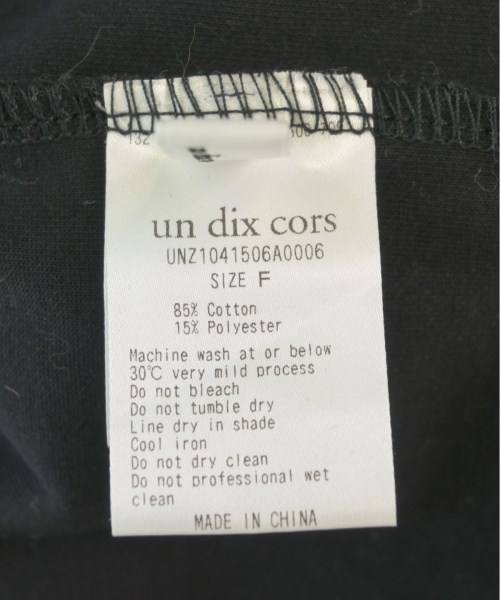 un dix cors
UNZ1041506A0006
SIZE F
85% Cotton
15% Polyester
Machine wash at or below
30℃ very mild process
Do not bleach
Do not tumble dry
Line dry in shade
Cool iron
Do not dry clean
Do not professional wet
clean
MADE IN CHINA